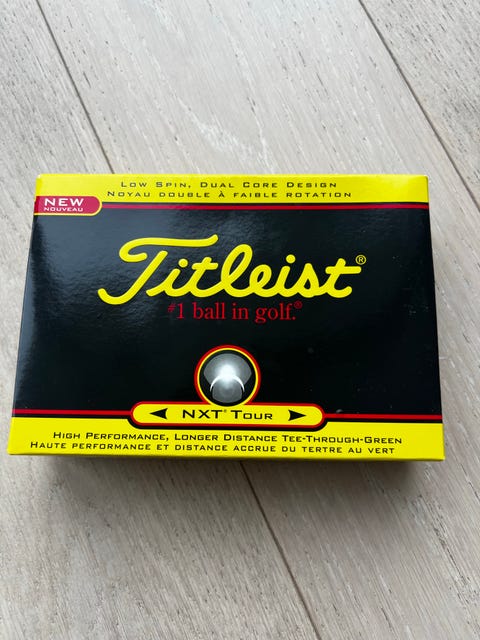 Low Spin, Dual Core Design
Noyau double à faible rotation
NEW
NOUVEAU
Titleist®
#1 ball in golf.®
NXT® Tour
High Performance, Longer Distance Tee-Through-Green
Haute performance et distance accrue du tertre au vert